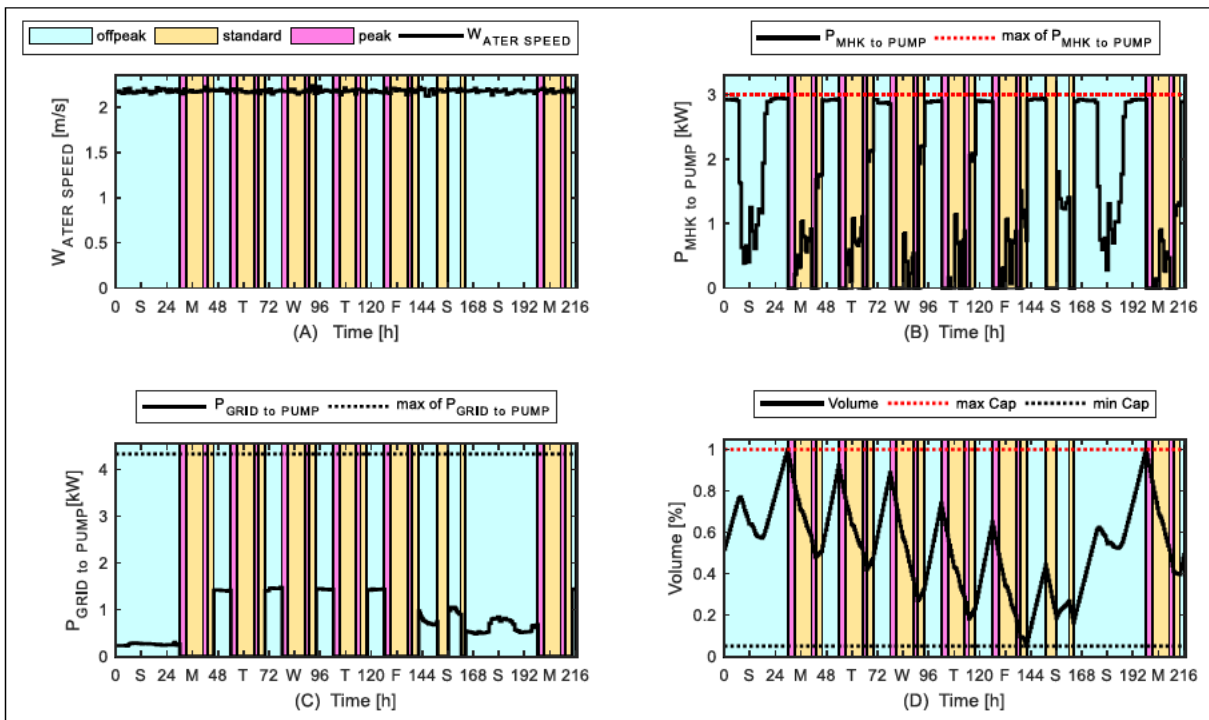 offpeak standard peak WATER SPEED
PMHK to PUMP max of PMHK to PUMP
WATER SPEED [m/s]
2
1.5
1
0.5
0
0 S 24 M 48 T 72 W 96 T 120 F 144 S 168 S 192 M 216
(A) Time [h]
PMHK to PUMP [kW]
3
2
1
0
0 S 24 M 48 T 72 W 96 T 120 F 144 S 168 S 192 M 216
(B) Time [h]
PGRID to PUMP max of PGRID to PUMP
Volume max Cap min Cap
PGRID to PUMP[kW]
4
3
2
1
0
0 S 24 M 48 T 72 W 96 T 120 F 144 S 168 S 192 M 216
(C) Time [h]
Volume [%]
1
0.8
0.6
0.4
0.2
0
0 S 24 M 48 T 72 W 96 T 120 F 144 S 168 S 192 M 216
(D) Time [h]